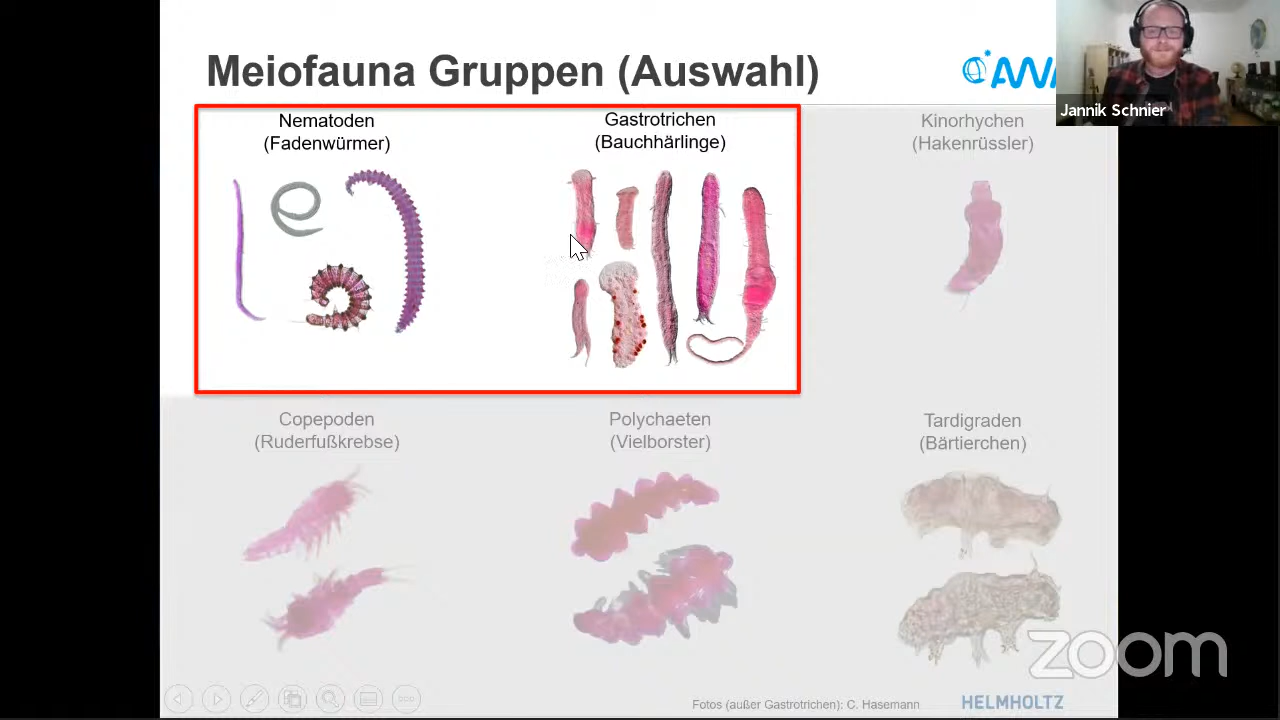 Meiofauna Gruppen (Auswahl)
AWI
Jannik Schnier
Nematoden
(Fadenwürmer)
Gastrotrichen
(Bauchhärlinge)
Kinorhychen
(Hakenrüssler)
Copepoden
(Ruderfußkrebse)
Polychaeten
(Vielborster)
Tardigraden
(Bärtierchen)
zoom
Fotos (außer Gastrotrichen): C. Hasemann
HELMHOLTZ